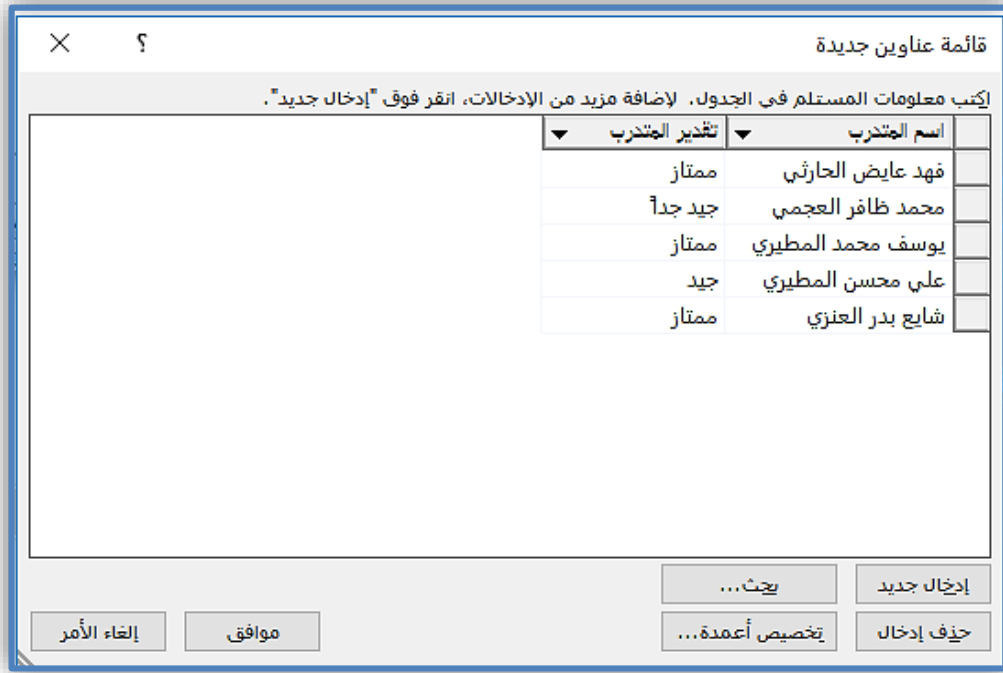 قائمة عناوين جديدة ؟
اكتب معلومات المستلم في الجدول. لإضافة مزيد من الإدخالات، انقر فوق "إدخال جديد".
اسم المتدرب تقدير المتدرب
فهد عايض الحارثي ممتاز
محمد ظافر العجمي جيد جداً
يوسف محمد المطيري ممتاز
علي محسن المطيري جيد
شايع بدر العنزي ممتاز
إدخال جديد بحث...
حذف إدخال تخصيص أعمدة... موافق إلغاء الأمر